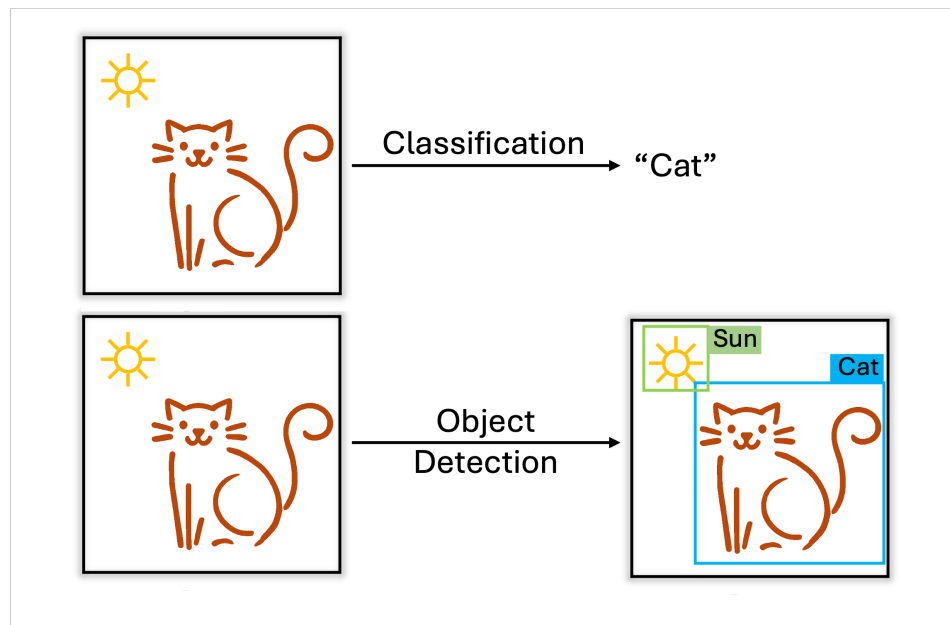 Classification
“Cat”
Sun
Cat
Object
Detection